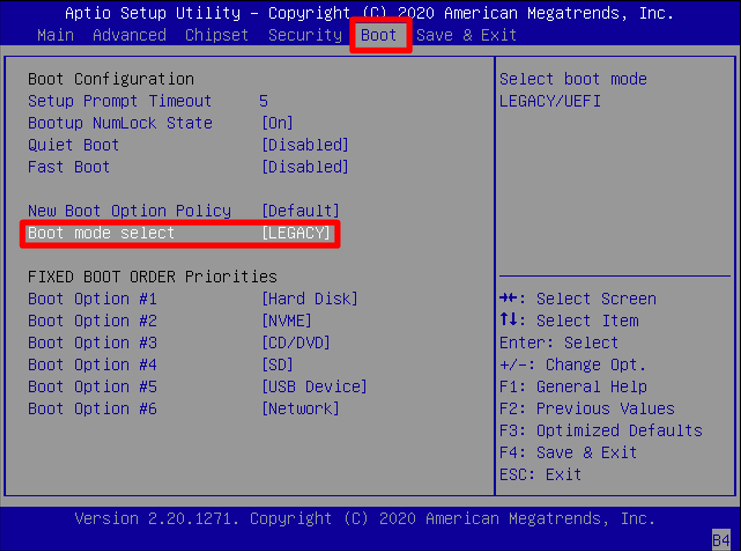 Aptio Setup Utility – Copyright (C) 2020 American Megatrends, Inc.
Main Advanced Chipset Security Boot Save & Exit
Boot Configuration
Setup Prompt Timeout 5
Bootup NumLock State [On]
Quiet Boot [Disabled]
Fast Boot [Disabled]
New Boot Option Policy [Default]
Boot mode select [LEGACY]
FIXED BOOT ORDER Priorities
Boot Option #1 [Hard Disk]
Boot Option #2 [NVME]
Boot Option #3 [CD/DVD]
Boot Option #4 [SD]
Boot Option #5 [USB Device]
Boot Option #6 [Network]
Select boot mode
LEGACY/UEFI
→←: Select Screen
↑↓: Select Item
Enter: Select
+/-: Change Opt.
F1: General Help
F2: Previous Values
F3: Optimized Defaults
F4: Save & Exit
ESC: Exit
Version 2.20.1271. Copyright (C) 2020 American Megatrends, Inc.
B4